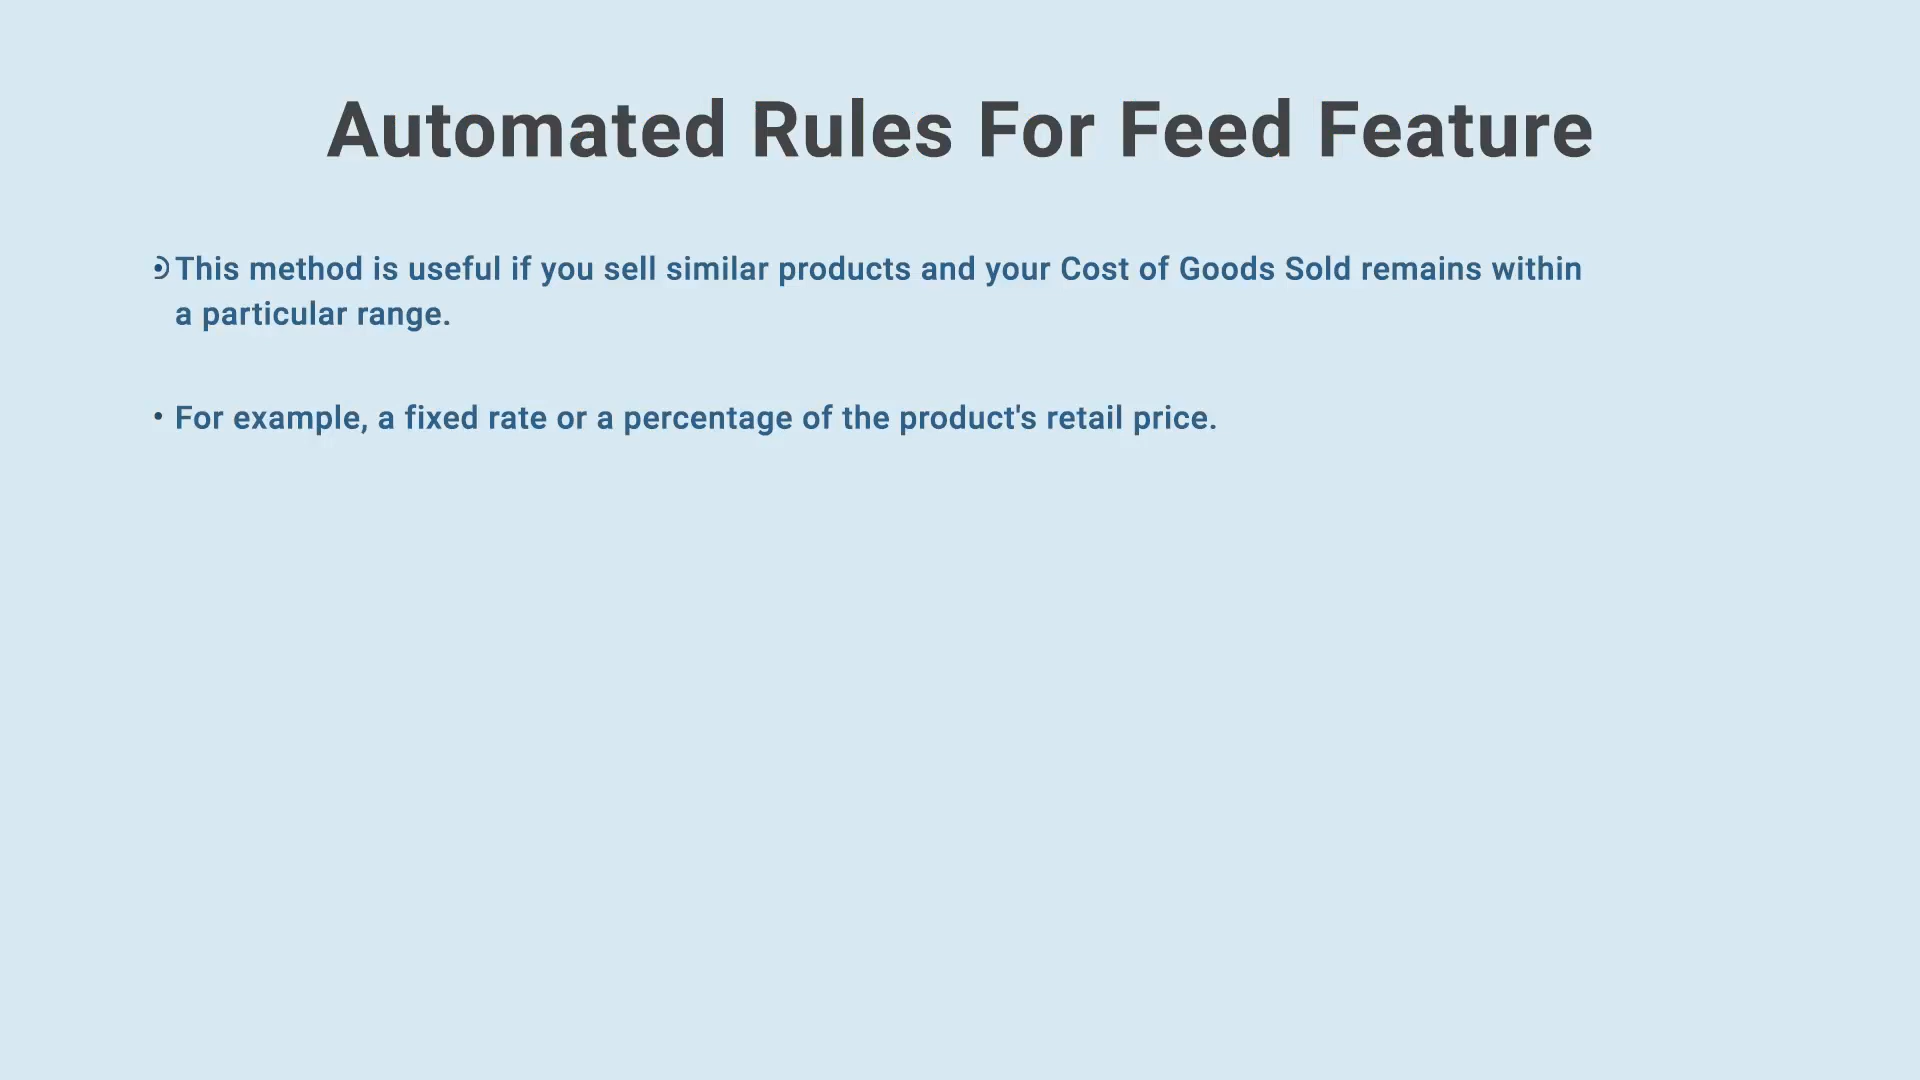 Automated Rules For Feed Feature
• This method is useful if you sell similar products and your Cost of Goods Sold remains within
a particular range.
• For example, a fixed rate or a percentage of the product's retail price.